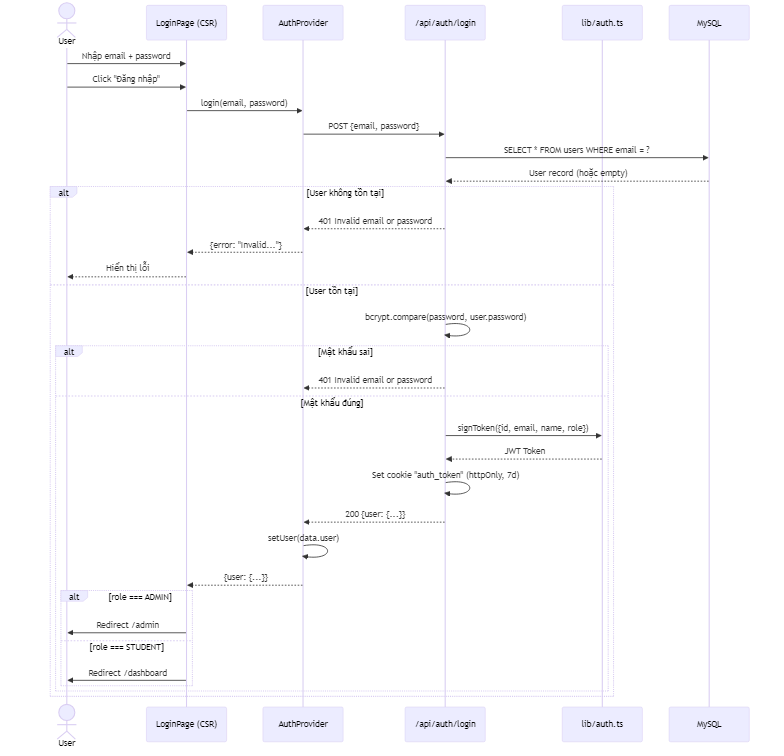 User
LoginPage (CSR)
AuthProvider
/api/auth/login
lib/auth.ts
MySQL
Nhập email + password
Click "Đăng nhập"
login(email, password)
POST {email, password}
SELECT * FROM users WHERE email = ?
User record (hoặc empty)
alt
[User không tồn tại]
401 Invalid email or password
{error: "Invalid..."}
Hiển thị lỗi
[User tồn tại]
bcrypt.compare(password, user.password)
alt
[Mật khẩu sai]
401 Invalid email or password
[Mật khẩu đúng]
signToken({id, email, name, role})
JWT Token
Set cookie "auth_token" (httpOnly, 7d)
200 {user: {...}}
setUser(data.user)
{user: {...}}
alt
[role === ADMIN]
Redirect /admin
[role === STUDENT]
Redirect /dashboard
User
LoginPage (CSR)
AuthProvider
/api/auth/login
lib/auth.ts
MySQL